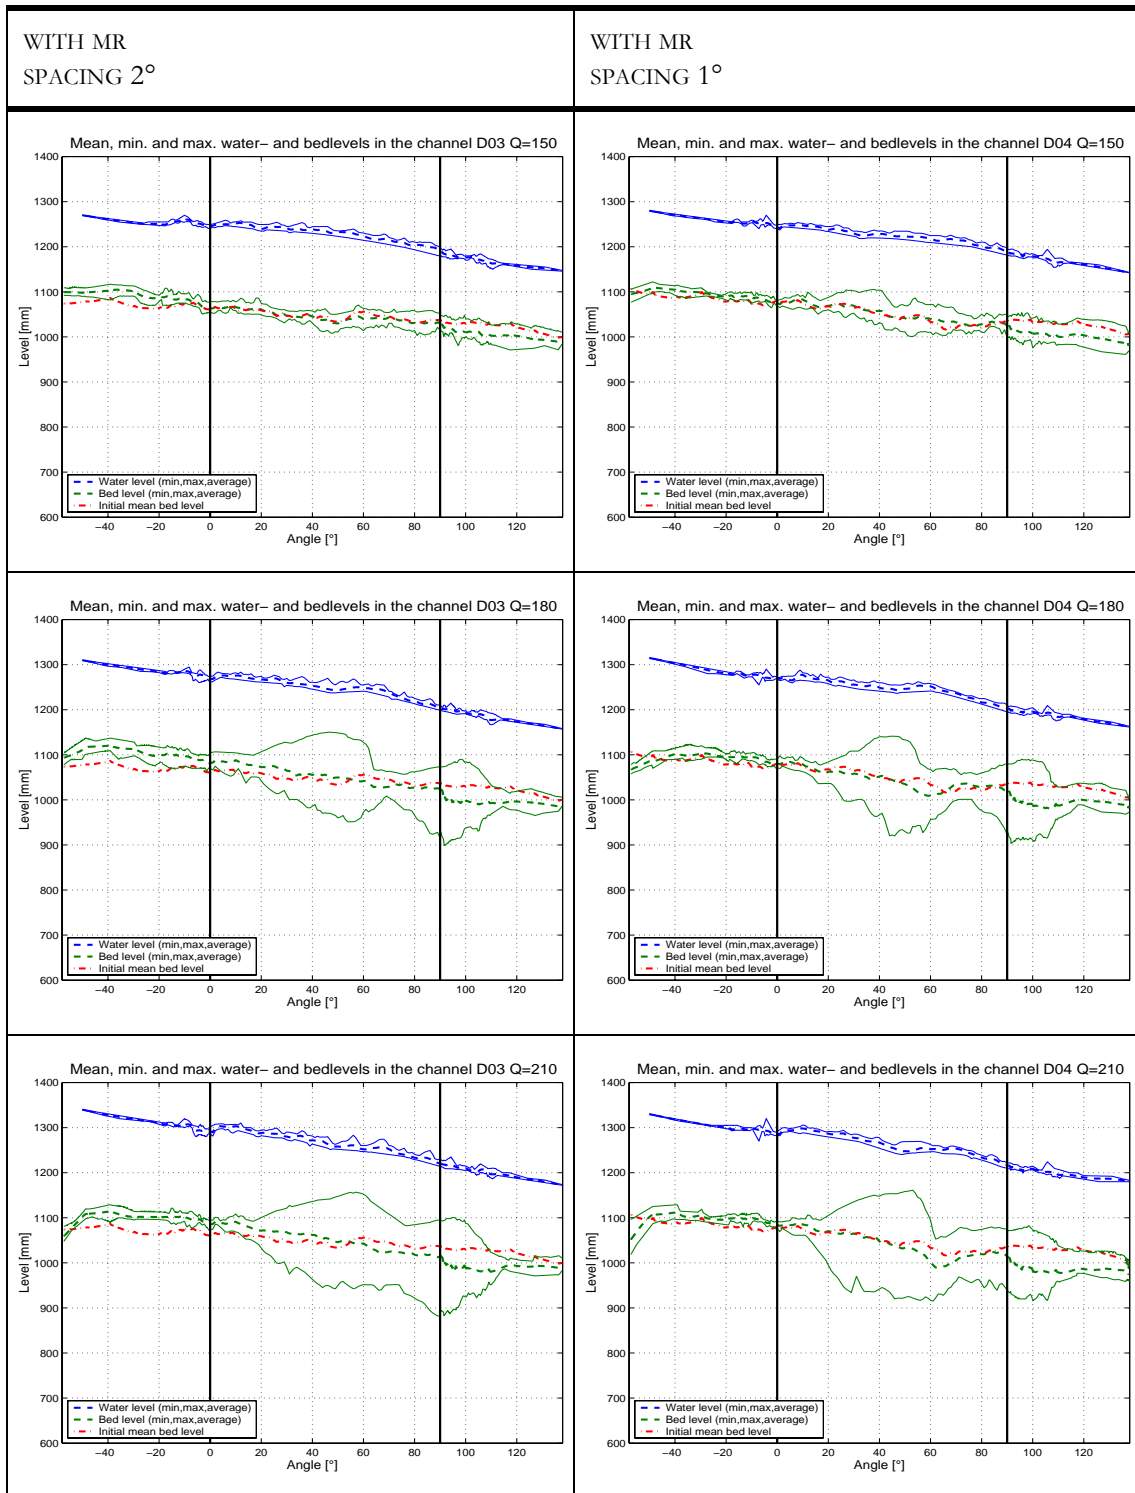 WITH MR
SPACING 2°
WITH MR
SPACING 1°
Mean, min. and max. water− and bedlevels in the channel D03 Q=150
1400
1300
1200
1100
1000
900
800
700
600
Level [mm]
Water level (min,max,average)
Bed level (min,max,average)
Initial mean bed level
−40 −20 0 20 40 60 80 100 120
Angle [°]
Mean, min. and max. water− and bedlevels in the channel D04 Q=150
1400
1300
1200
1100
1000
900
800
700
600
Level [mm]
Water level (min,max,average)
Bed level (min,max,average)
Initial mean bed level
−40 −20 0 20 40 60 80 100 120
Angle [°]
Mean, min. and max. water− and bedlevels in the channel D03 Q=180
1400
1300
1200
1100
1000
900
800
700
600
Level [mm]
Water level (min,max,average)
Bed level (min,max,average)
Initial mean bed level
−40 −20 0 20 40 60 80 100 120
Angle [°]
Mean, min. and max. water− and bedlevels in the channel D04 Q=180
1400
1300
1200
1100
1000
900
800
700
600
Level [mm]
Water level (min,max,average)
Bed level (min,max,average)
Initial mean bed level
−40 −20 0 20 40 60 80 100 120
Angle [°]
Mean, min. and max. water− and bedlevels in the channel D03 Q=210
1400
1300
1200
1100
1000
900
800
700
600
Level [mm]
Water level (min,max,average)
Bed level (min,max,average)
Initial mean bed level
−40 −20 0 20 40 60 80 100 120
Angle [°]
Mean, min. and max. water− and bedlevels in the channel D04 Q=210
1400
1300
1200
1100
1000
900
800
700
600
Level [mm]
Water level (min,max,average)
Bed level (min,max,average)
Initial mean bed level
−40 −20 0 20 40 60 80 100 120
Angle [°]